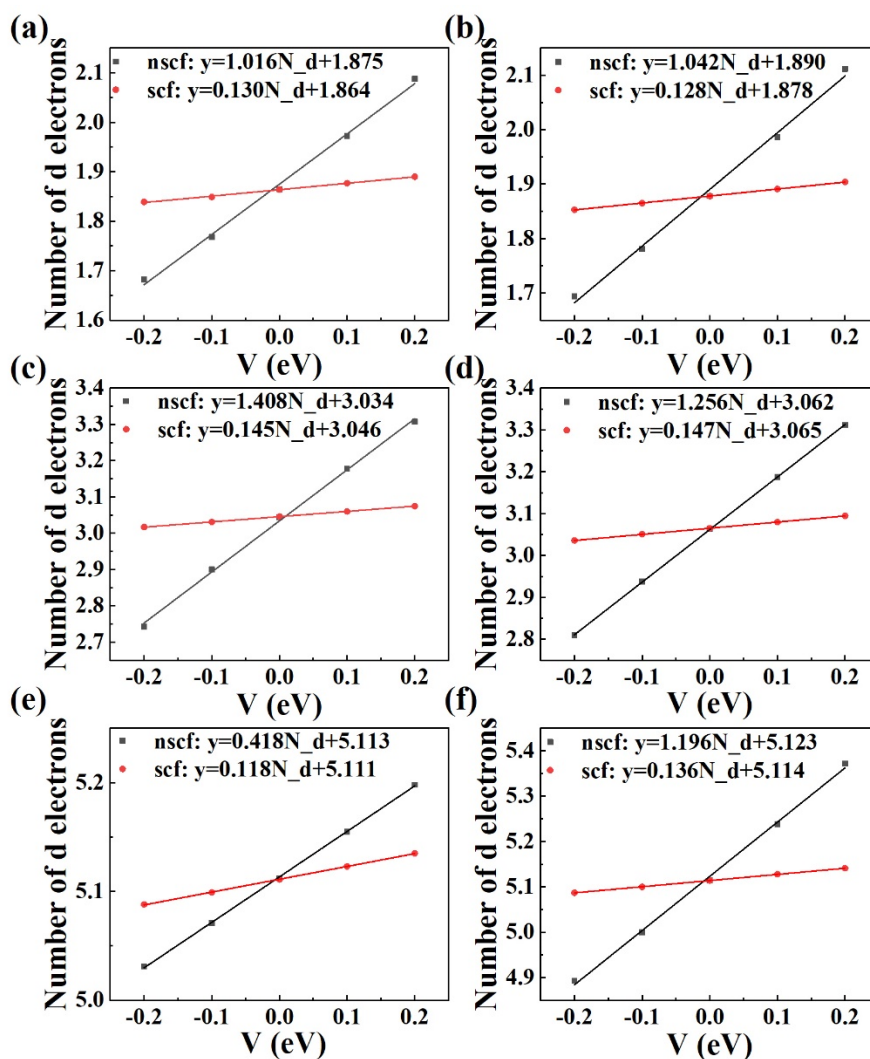 (a)
nscf: y=1.016N_d+1.875
scf: y=0.130N_d+1.864
Number of d electrons
2.1
2.0
1.9
1.8
1.7
1.6
-0.2 -0.1 0.0 0.1 0.2
V (eV)
(b)
nscf: y=1.042N_d+1.890
scf: y=0.128N_d+1.878
Number of d electrons
2.1
2.0
1.9
1.8
1.7
-0.2 -0.1 0.0 0.1 0.2
V (eV)
(c)
nscf: y=1.408N_d+3.034
scf: y=0.145N_d+3.046
Number of d electrons
3.4
3.3
3.2
3.1
3.0
2.9
2.8
2.7
-0.2 -0.1 0.0 0.1 0.2
V (eV)
(d)
nscf: y=1.256N_d+3.062
scf: y=0.147N_d+3.065
Number of d electrons
3.4
3.3
3.2
3.1
3.0
2.9
2.8
-0.2 -0.1 0.0 0.1 0.2
V (eV)
(e)
nscf: y=0.418N_d+5.113
scf: y=0.118N_d+5.111
Number of d electrons
5.2
5.1
5.0
-0.2 -0.1 0.0 0.1 0.2
V (eV)
(f)
nscf: y=1.196N_d+5.123
scf: y=0.136N_d+5.114
Number of d electrons
5.4
5.3
5.2
5.1
5.0
4.9
-0.2 -0.1 0.0 0.1 0.2
V (eV)